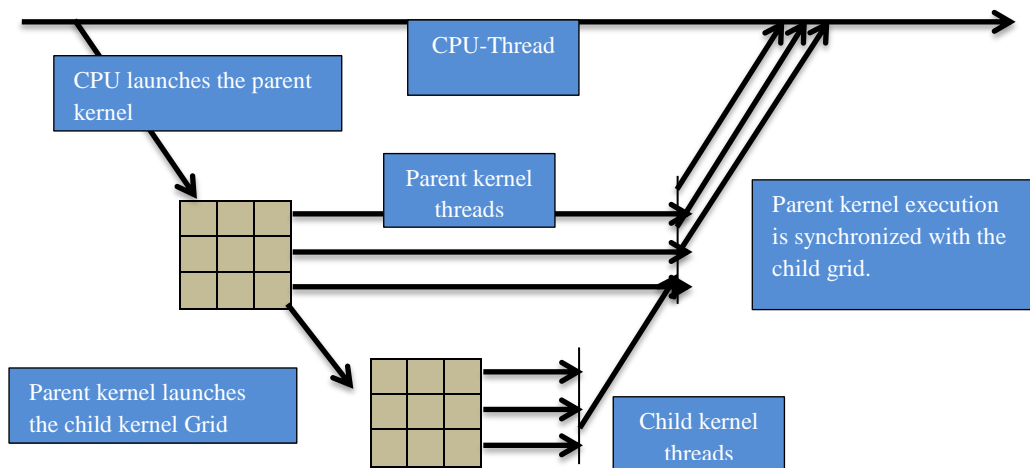 CPU-Thread
CPU launches the parent
kernel
Parent kernel
threads
Parent kernel execution
is synchronized with the
child grid.
Parent kernel launches
the child kernel Grid
Child kernel
threads